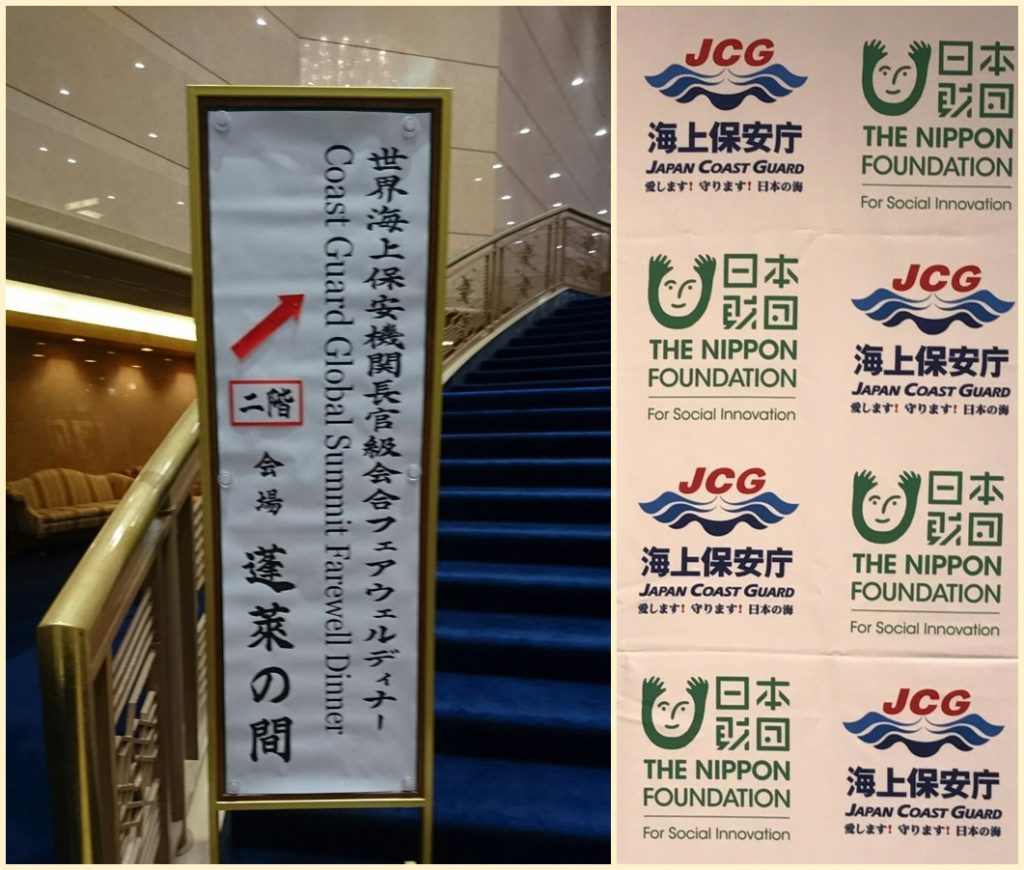 世界海上保安機関長官級会合フェアウェルディナー
Coast Guard Global Summit Farewell Dinner
二階
会場 蓬莱の間
JCG
海上保安庁
JAPAN COAST GUARD
愛します! 守ります! 日本の海
日本
財団
THE NIPPON
FOUNDATION
For Social Innovation
日本
財団
THE NIPPON
FOUNDATION
For Social Innovation
JCG
海上保安庁
JAPAN COAST GUARD
愛します! 守ります! 日本の海
JCG
海上保安庁
JAPAN COAST GUARD
愛します! 守ります! 日本の海
日本
財団
THE NIPPON
FOUNDATION
For Social Innovation
日本
財団
THE NIPPON
FOUNDATION
For Social Innovation
JCG
海上保安庁
JAPAN COAST GUARD
愛します! 守ります! 日本の海